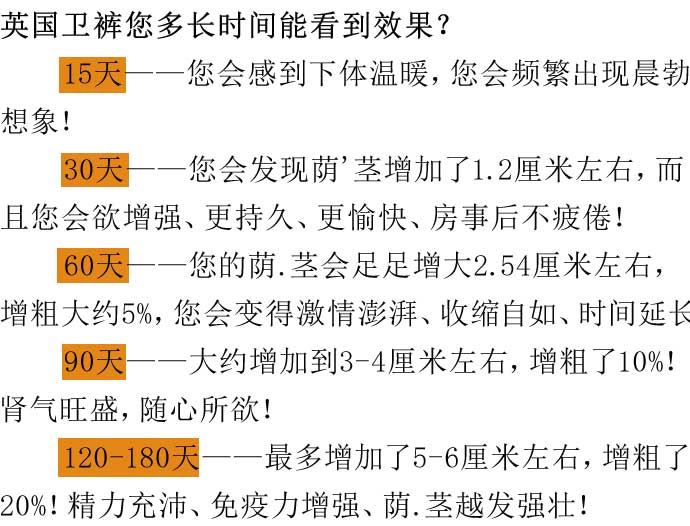 英国卫裤您多长时间能看到效果？
15天——您会感到下体温暖，您会频繁出现晨勃
想象！
30天——您会发现荫’茎增加了1.2厘米左右，而
且您会欲增强、更持久、更愉快、房事后不疲倦！
60天——您的荫.茎会足足增大2.54厘米左右，
增粗大约5%，您会变得激情澎湃、收缩自如、时间延长
90天——大约增加到3-4厘米左右，增粗了10%！
肾气旺盛，随心所欲！
120-180天——最多增加了5-6厘米左右，增粗了
20%！精力充沛、免疫力增强、荫.茎越发强壮！